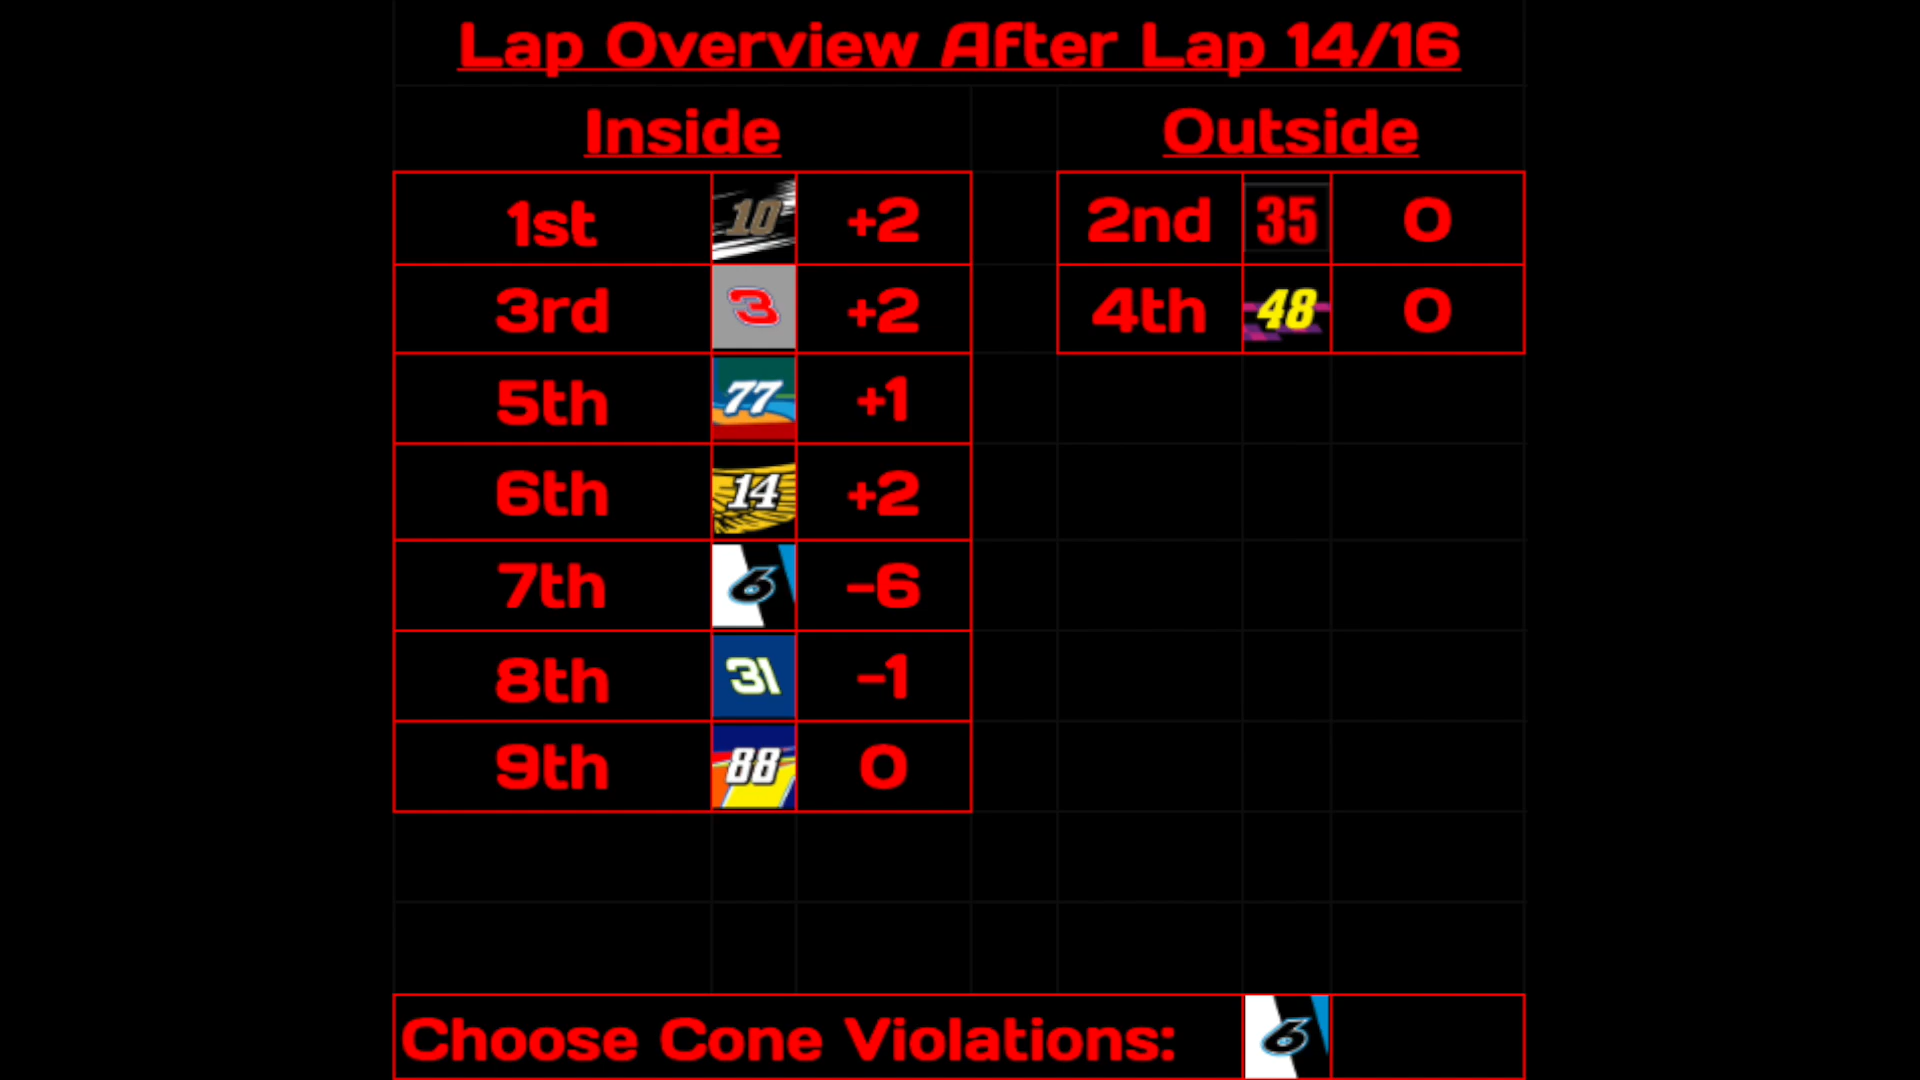 Lap Overview After Lap 14/16
Inside Outside
1st 10 +2 2nd 35 0
3rd 3 +2 4th 48 0
5th 77 +1
6th 14 +2
7th 6 -6
8th 31 -1
9th 88 0
Choose Cone Violations: 6